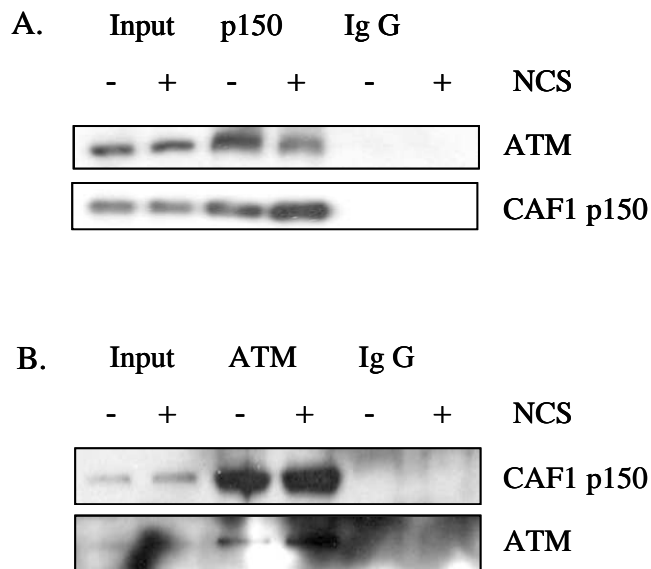 A. Input p150 Ig G
- + - + - + NCS
ATM
CAF1 p150
B. Input ATM Ig G
- + - + - + NCS
CAF1 p150
ATM